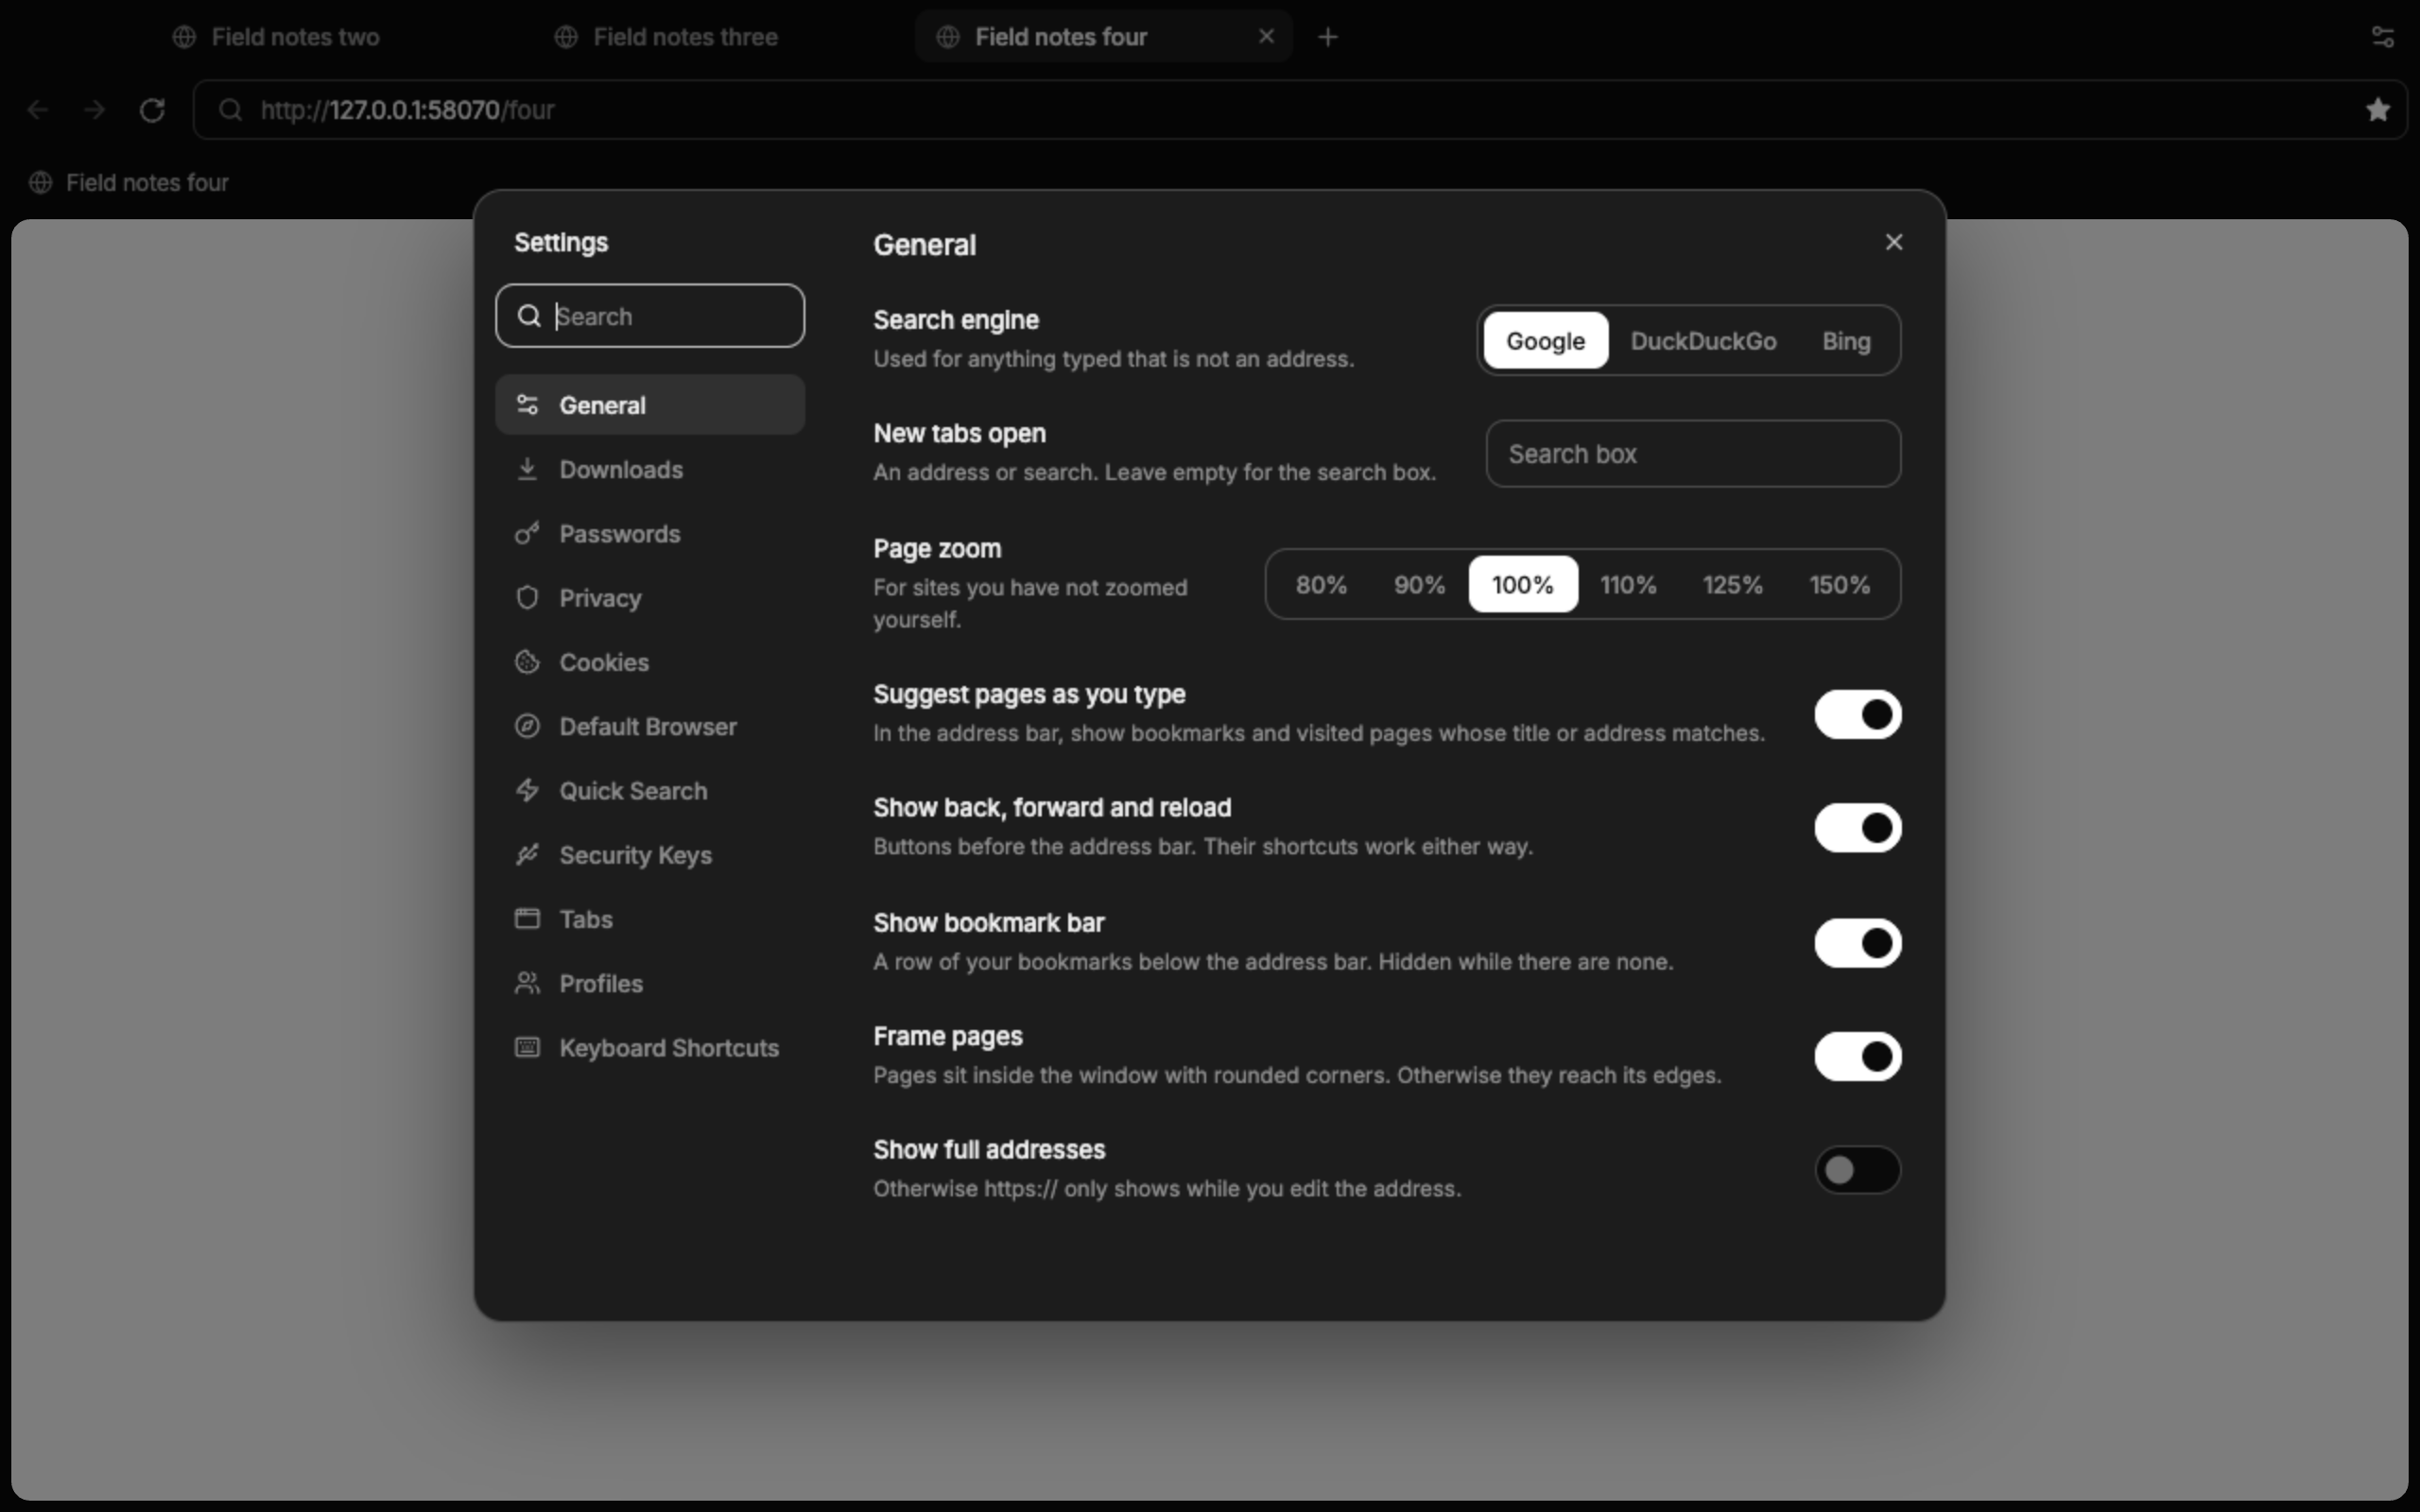 Field notes two
Field notes three
Field notes four
http://127.0.0.1:58070/four
Field notes four
Settings
Search
General
Downloads
Passwords
Privacy
Cookies
Default Browser
Quick Search
Security Keys
Tabs
Profiles
Keyboard Shortcuts
General
Search engine
Used for anything typed that is not an address.
Google DuckDuckGo Bing
New tabs open
An address or search. Leave empty for the search box.
Search box
Page zoom
For sites you have not zoomed
yourself.
80% 90% 100% 110% 125% 150%
Suggest pages as you type
In the address bar, show bookmarks and visited pages whose title or address matches.
Show back, forward and reload
Buttons before the address bar. Their shortcuts work either way.
Show bookmark bar
A row of your bookmarks below the address bar. Hidden while there are none.
Frame pages
Pages sit inside the window with rounded corners. Otherwise they reach its edges.
Show full addresses
Otherwise https:// only shows while you edit the address.